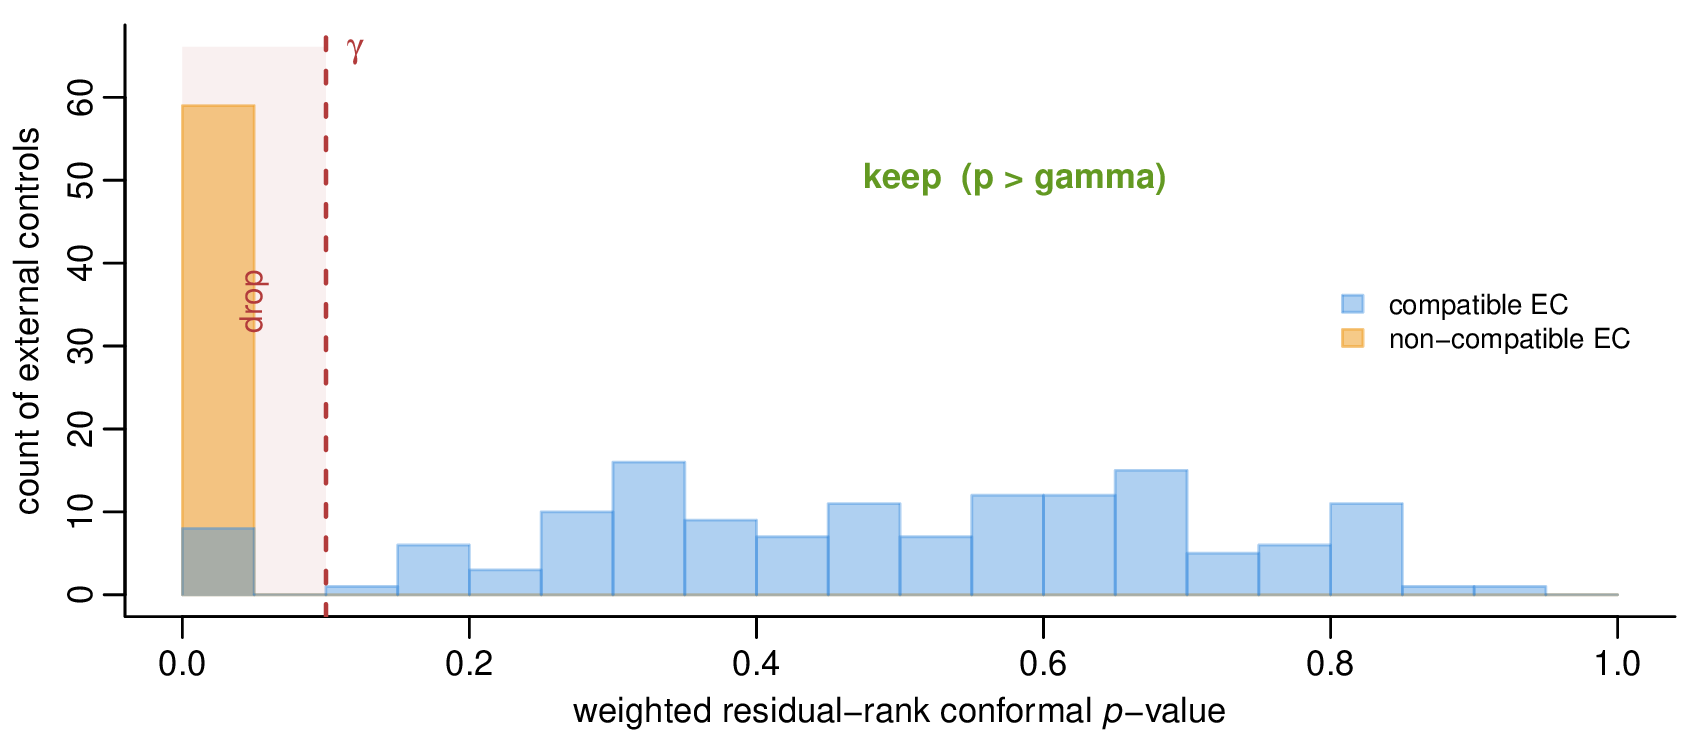 γ
keep (p > gamma)
drop
compatible EC
non−compatible EC
count of external controls
0
10
20
30
40
50
60
0.0
0.2
0.4
0.6
0.8
1.0
weighted residual−rank conformal p−value